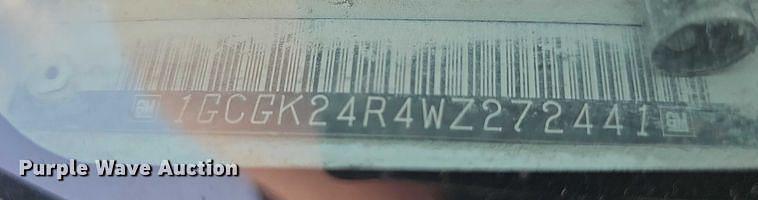 GM 1GCGK24R4WZ272441 GM
Purple Wave Auction